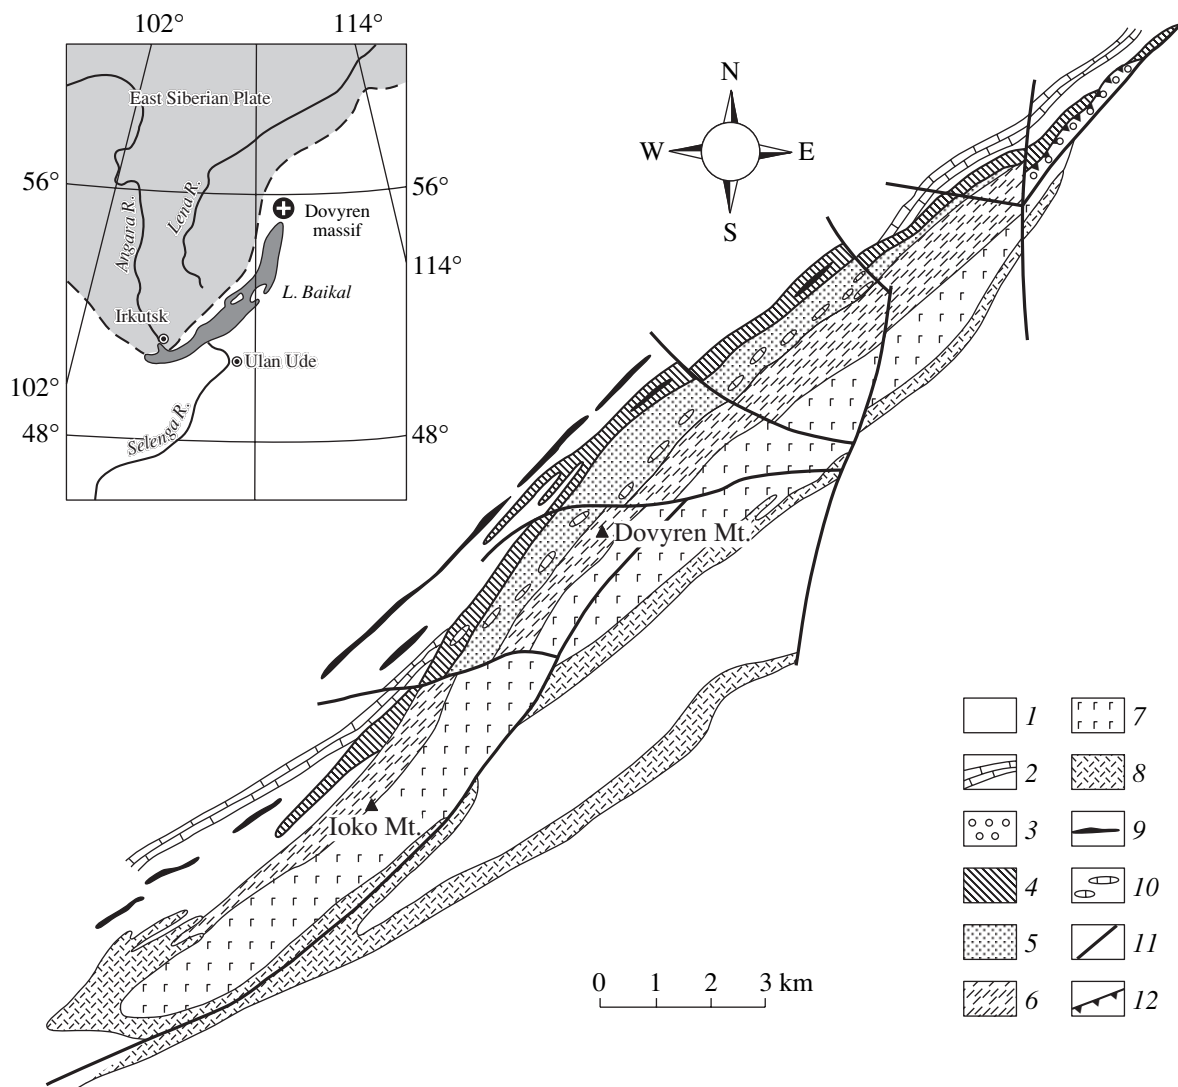 102° 114°
East Siberian Plate
56° 56°
Angara R.
Lena R.
Dovyren
massif
114°
L. Baikal
Irkutsk
Ulan Ude
102°
48° 48°
Selenga R.
N
W E
S
Dovyren Mt.
Ioko Mt.
0 1 2 3 km
1 7
2 8
3 9
4 10
5 11
6 12